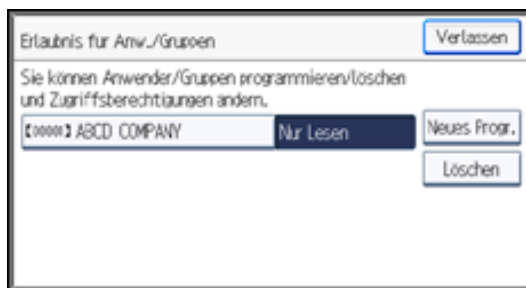 Erlaubnis für Anw./Gruppen
Verlassen
Sie können Anwender/Gruppen programmieren/löschen
und Zugriffsberechtigungen ändern.
【00001】 ABCD COMPANY
Nur Lesen
Neues Progr.
Löschen